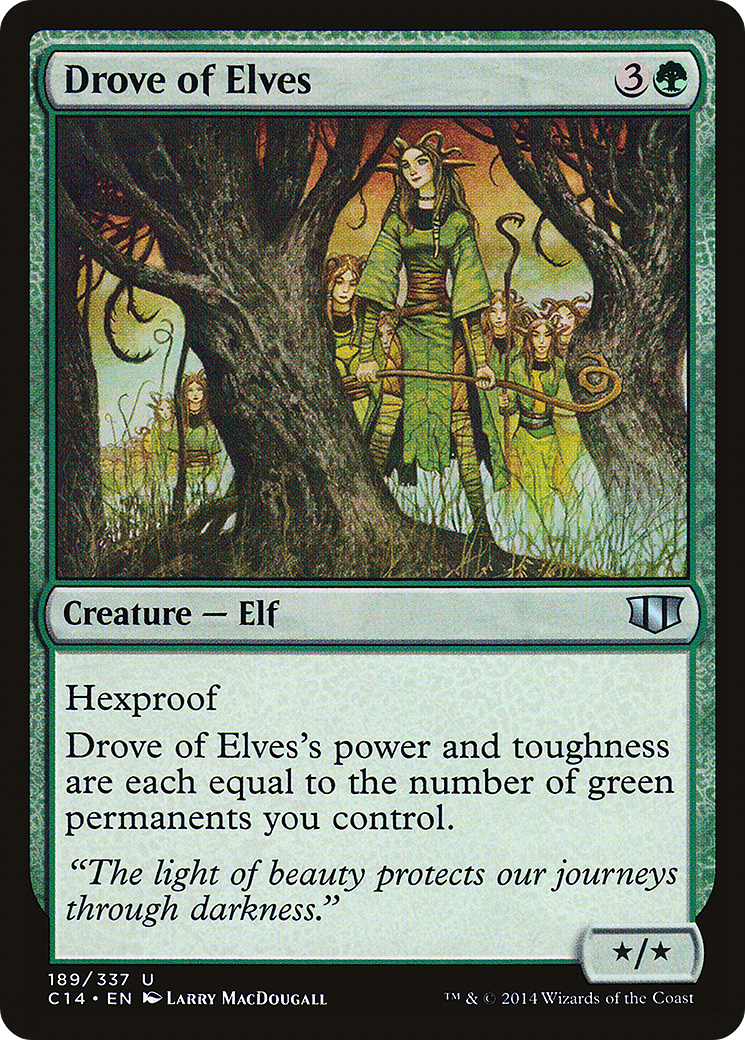 Drove of Elves 3
Creature — Elf
Hexproof
Drove of Elves's power and toughness
are each equal to the number of green
permanents you control.
“The light of beauty protects our journeys
through darkness.”
★/★
189/337 U
C14 • EN Larry MacDougall
™ & © 2014 Wizards of the Coast